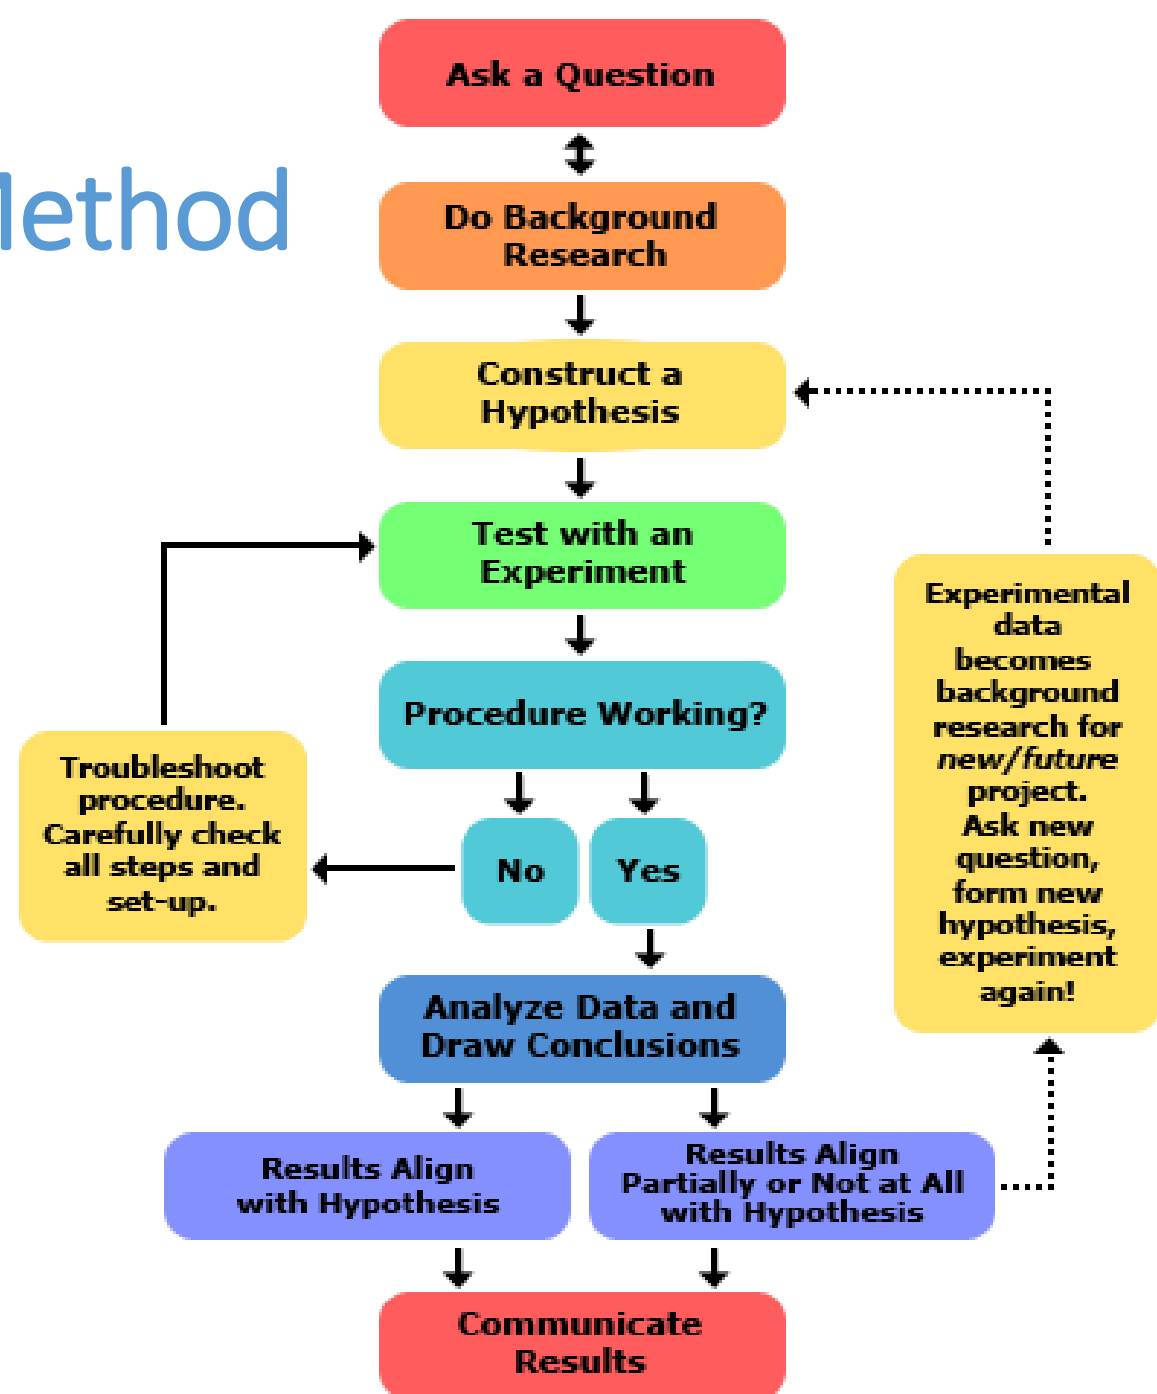 Ask a Question
Method
Do Background
Research
Construct a
Hypothesis
Test with an
Experiment
Procedure Working?
No
Yes
Troubleshoot
procedure.
Carefully check
all steps and
set-up.
Experimental
data
becomes
background
research for
new/future
project.
Ask new
question,
form new
hypothesis,
experiment
again!
Analyze Data and
Draw Conclusions
Results Align
with Hypothesis
Results Align
Partially or Not at All
with Hypothesis
Communicate
Results